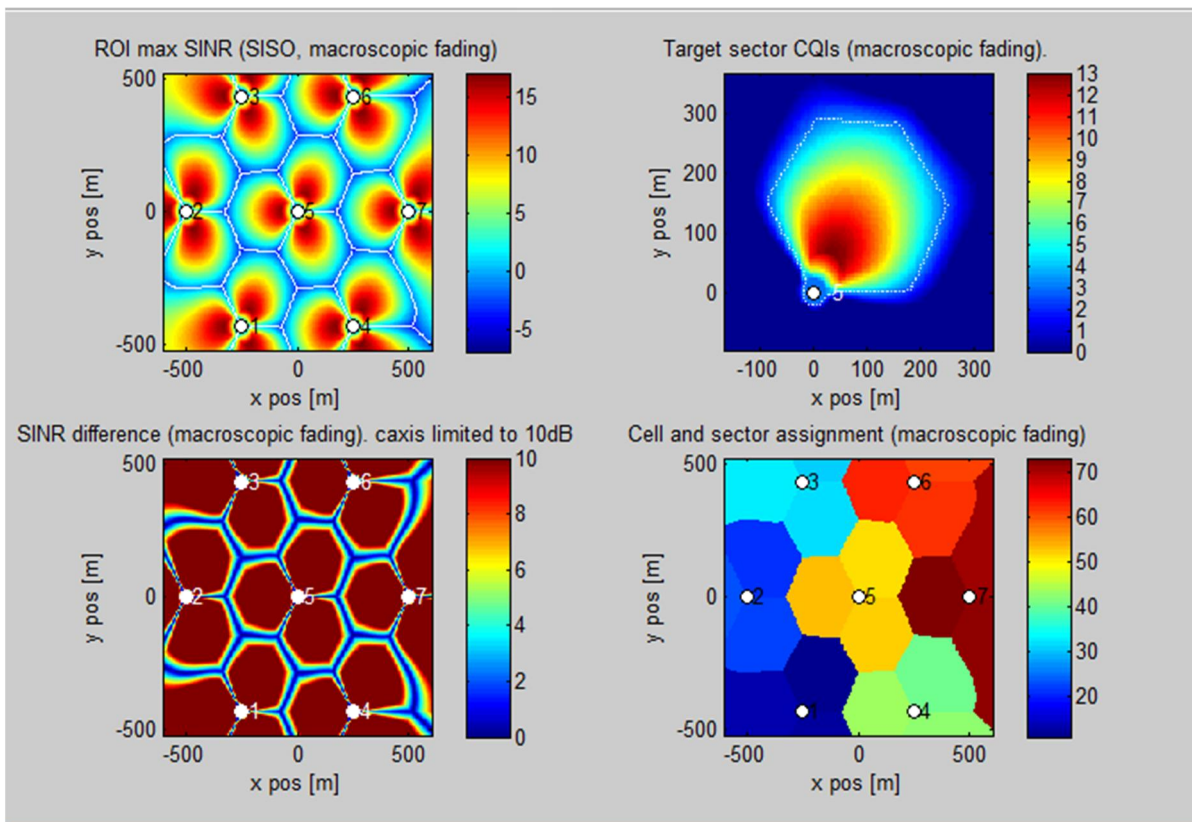 ROI max SINR (SISO, macroscopic fading)
500
0
-500
y pos [m]
-500 0 500
x pos [m]
3 6
2 5 7
1 4
15
10
5
0
-5
Target sector CQIs (macroscopic fading).
300
200
100
0
y pos [m]
-100 0 100 200 300
x pos [m]
5
13
12
11
10
9
8
7
6
5
4
3
2
1
0
SINR difference (macroscopic fading). caxis limited to 10dB
500
0
-500
y pos [m]
-500 0 500
x pos [m]
3 6
2 5 7
1 4
10
8
6
4
2
0
Cell and sector assignment (macroscopic fading)
500
0
-500
y pos [m]
-500 0 500
x pos [m]
3 6
2 5 7
1 4
70
60
50
40
30
20